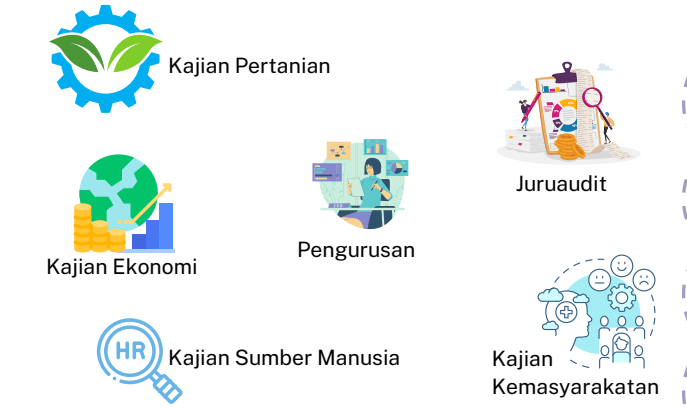 Kajian Pertanian
Juruaudit
Pengurusan
Kajian Ekonomi
HR
Kajian Sumber Manusia
Kajian
Kemasyarakatan